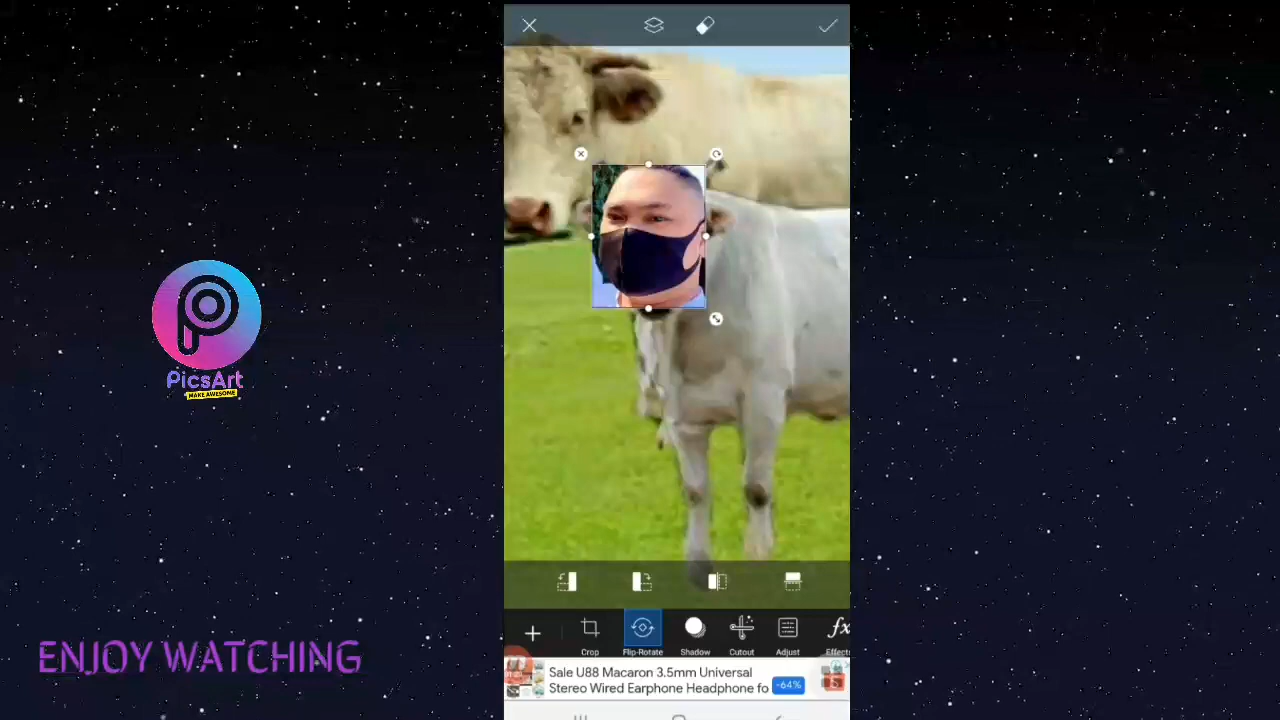 PicsArt
MAKE AWESOME
ENJOY WATCHING
Crop
Flip-Rotate
Shadow
Cutout
Adjust
fx
Effects
Sale U88 Macaron 3.5mm Universal
Stereo Wired Earphone Headphone fo
-64%